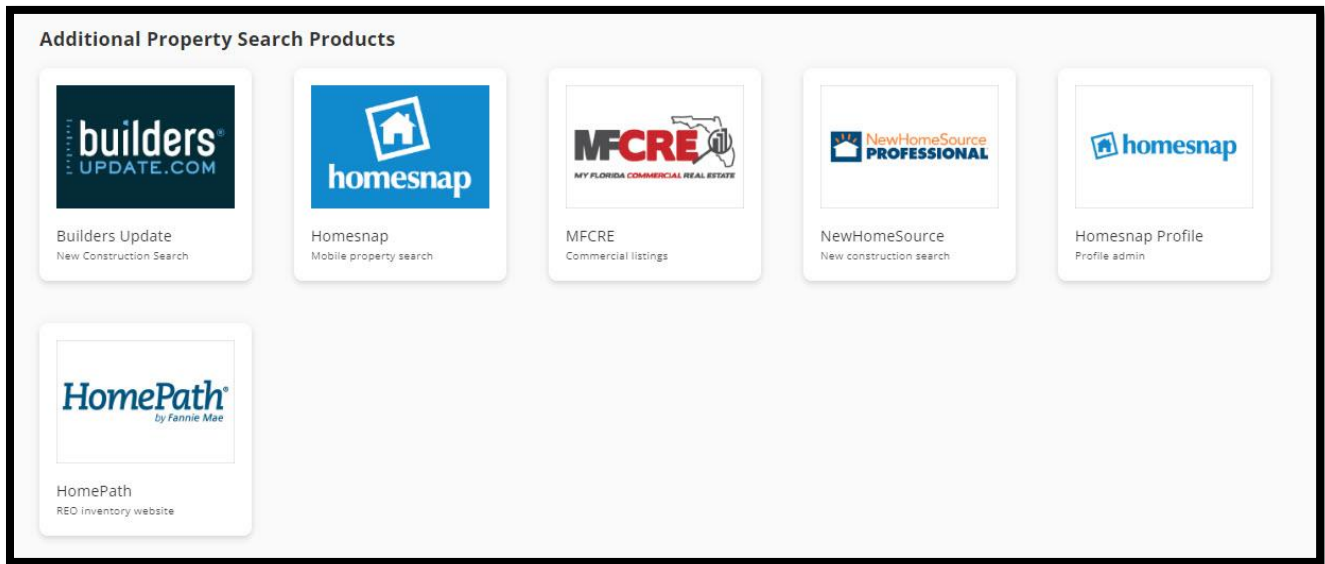 Additional Property Search Products
builders®
UPDATE.COM
Builders Update
New Construction Search
homesnap
Homesnap
Mobile property search
MFCRE
MY FLORIDA COMMERCIAL REAL ESTATE
MFCRE
Commercial listings
NewHomeSource
PROFESSIONAL
NewHomeSource
New construction search
homesnap
Homesnap Profile
Profile admin
HomePath®
by Fannie Mae
HomePath
REO inventory website